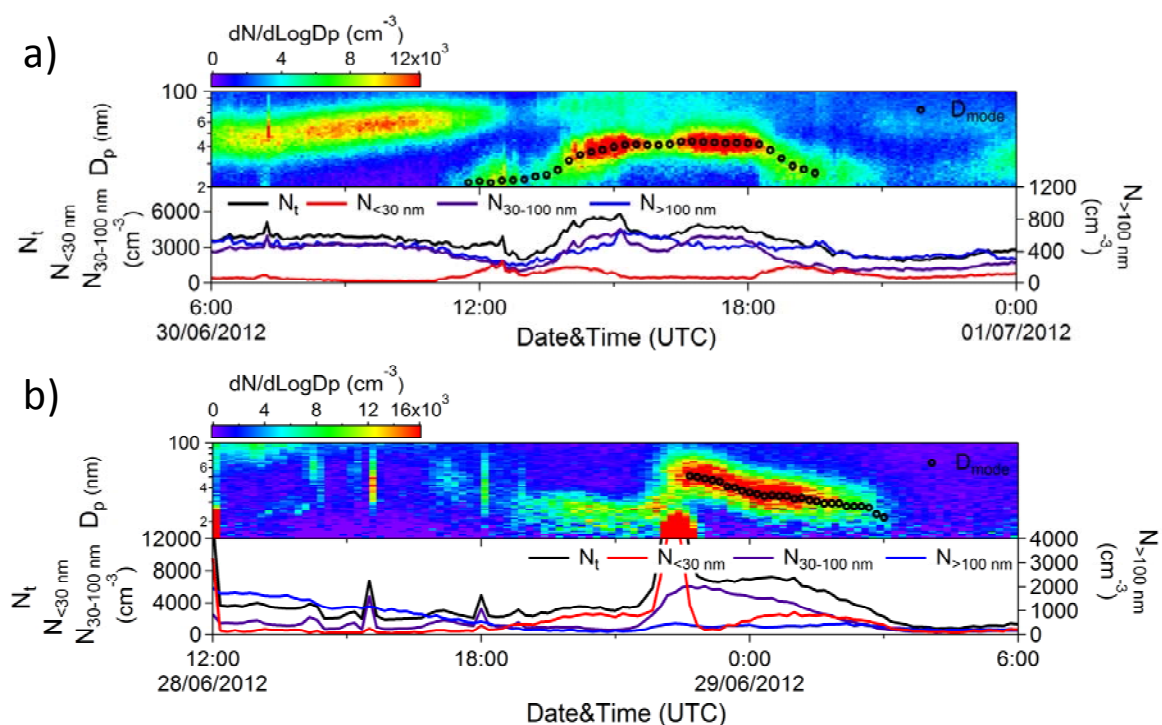 a)
dN/dLogDp (cm⁻³)
0 4 8 12x10³
100
6
4
2
Dp (nm)
Dmode
Nt N<30 nm N30-100 nm N>100 nm
6000
3000
0
Nt
N<30 nm
N30-100 nm
(cm⁻³)
1200
800
400
0
N>100 nm
(cm⁻³)
6:00 12:00 18:00 0:00
30/06/2012 01/07/2012
Date&Time (UTC)
b)
dN/dLogDp (cm⁻³)
0 4 8 12 16x10³
100
6
4
2
Dp (nm)
Dmode
Nt N<30 nm N30-100 nm N>100 nm
12000
8000
4000
0
Nt
N<30 nm
N30-100 nm
(cm⁻³)
4000
3000
2000
1000
0
N>100 nm
(cm⁻³)
12:00 18:00 0:00 6:00
28/06/2012 29/06/2012
Date&Time (UTC)